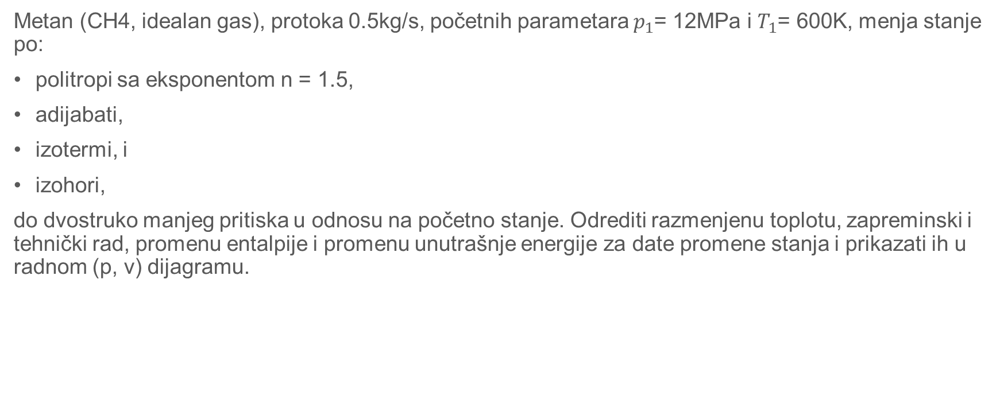 Metan (CH4, idealan gas), protoka 0.5kg/s, početnih parametara p₁= 12MPa i T₁= 600K, menja stanje
po:
• politropi sa eksponentom n = 1.5,
• adijabati,
• izotermi, i
• izohori,
do dvostruko manjeg pritiska u odnosu na početno stanje. Odrediti razmenjenu toplotu, zapreminski i
tehnički rad, promenu entalpije i promenu unutrašnje energije za date promene stanja i prikazati ih u
radnom (p, v) dijagramu.